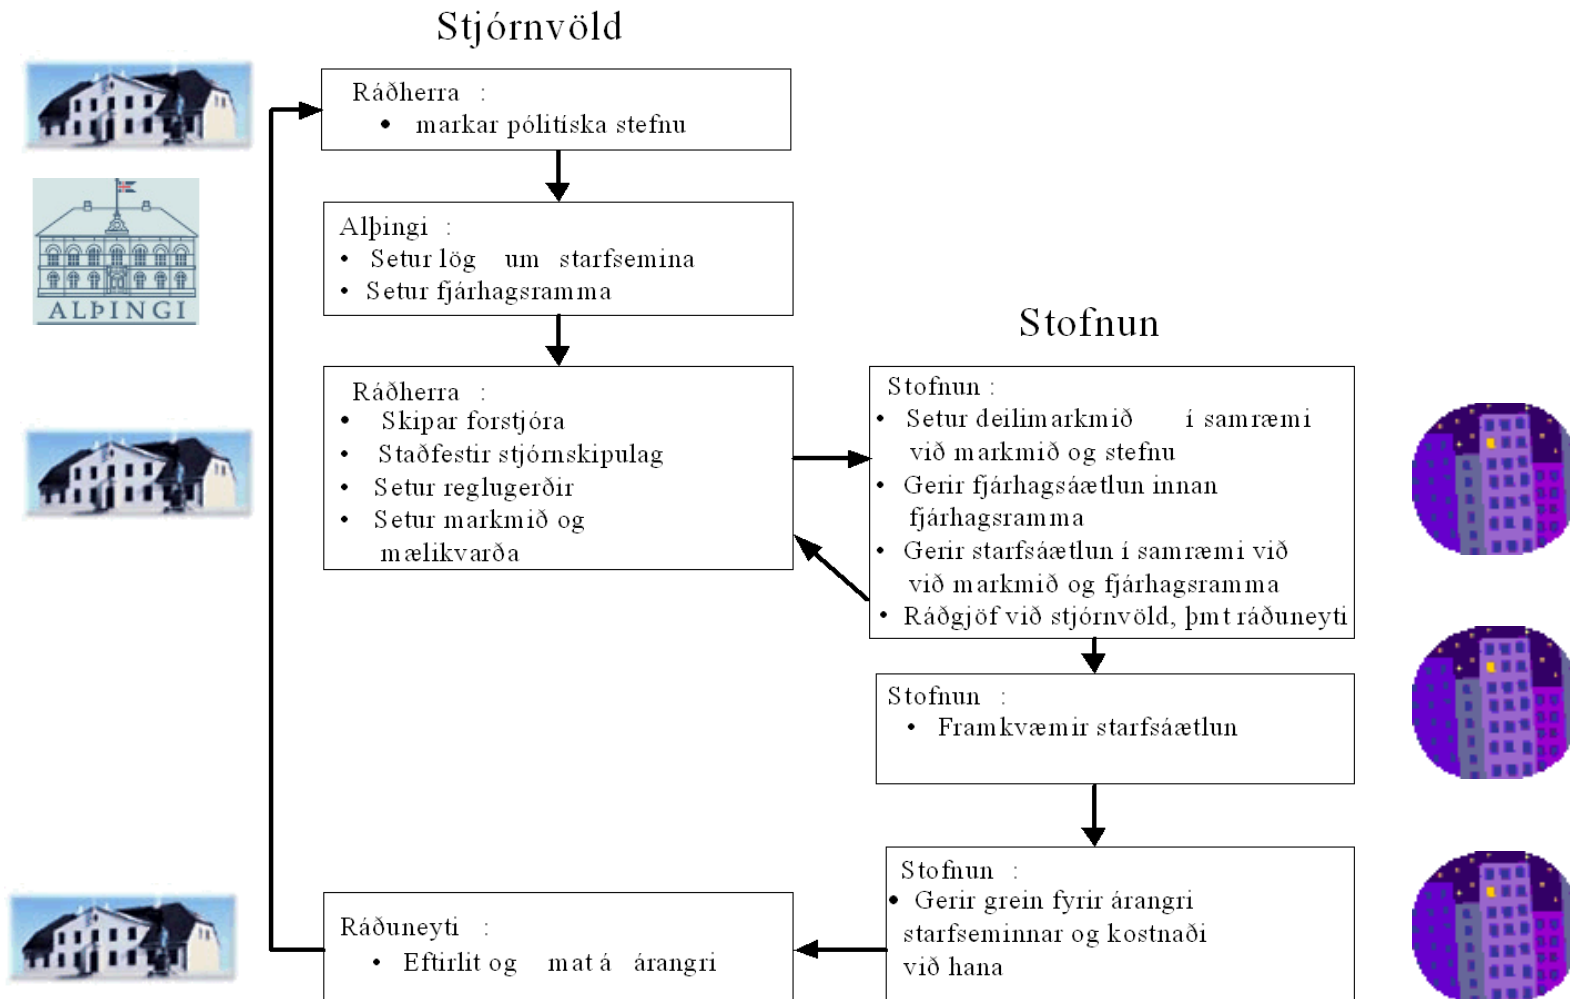 Stjórnvöld
Ráðherra :
• markar pólitíska stefnu
ALÞINGI
Alþingi :
• Setur lög um starfsemina
• Setur fjárhagsramma
Ráðherra :
• Skipar forstjóra
• Staðfestir stjórnskipulag
• Setur reglugerðir
• Setur markmið og
mælikvarða
Stofnun
Stofnun :
• Setur deilimarkmið í samræmi
við markmið og stefnu
• Gerir fjárhagsáætlun innan
fjárhagsramma
• Gerir starfsáætlun í samræmi við
við markmið og fjárhagsramma
• Ráðgjöf við stjórnvöld, þmt ráðuneyti
Stofnun :
• Framkvæmir starfsáætlun
Stofnun :
• Gerir grein fyrir árangri
starfseminnar og kostnaði
við hana
Ráðuneyti :
• Eftirlit og mat á árangri